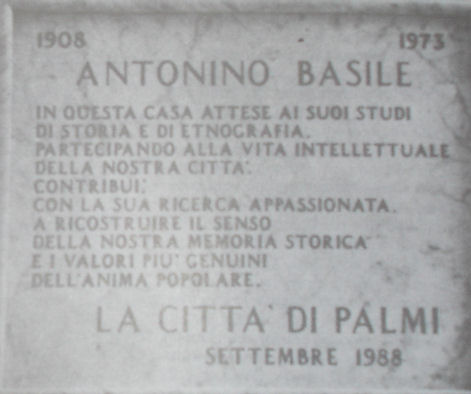 1908 1973
ANTONINO BASILE
IN QUESTA CASA ATTESE AI SUOI STUDI
DI STORIA E DI ETNOGRAFIA.
PARTECIPANDO ALLA VITA INTELLETTUALE
DELLA NOSTRA CITTA'.
CONTRIBUI'.
CON LA SUA RICERCA APPASSIONATA.
A RICOSTRUIRE IL SENSO
DELLA NOSTRA MEMORIA STORICA
E I VALORI PIU' GENUINI
DELL'ANIMA POPOLARE.
LA CITTA' DI PALMI
SETTEMBRE 1988